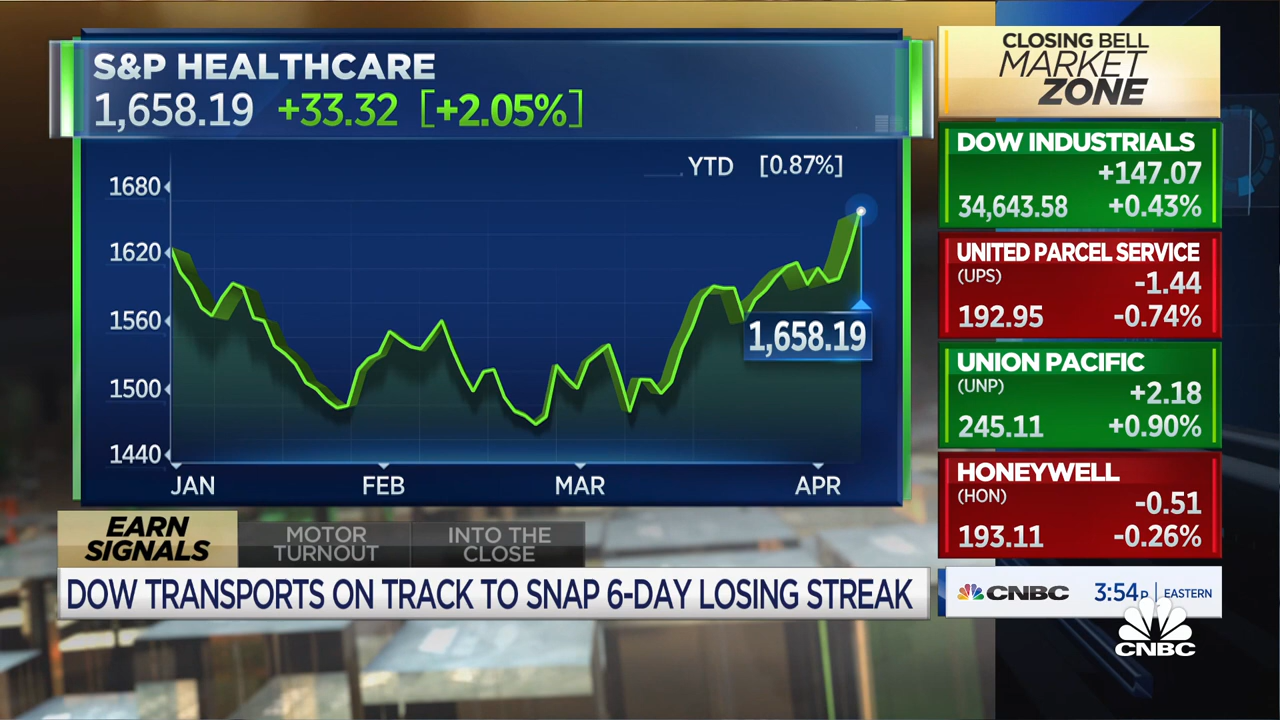 S&P HEALTHCARE
1,658.19 +33.32 [+2.05%]
YTD [0.87%]
1680
1620
1560
1500
1440
1,658.19
JAN FEB MAR APR
EARN
SIGNALS
MOTOR
TURNOUT
INTO THE
CLOSE
DOW TRANSPORTS ON TRACK TO SNAP 6-DAY LOSING STREAK
CLOSING BELL
MARKET
ZONE
DOW INDUSTRIALS
+147.07
34,643.58 +0.43%
UNITED PARCEL SERVICE
(UPS) -1.44
192.95 -0.74%
UNION PACIFIC
(UNP) +2.18
245.11 +0.90%
HONEYWELL
(HON) -0.51
193.11 -0.26%
CNBC 3:54P EASTERN
CNBC